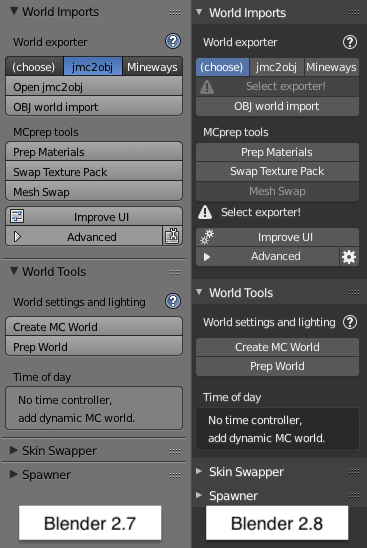 World Imports
World exporter
(choose) jmc2obj Mineways
Open jmc2obj
OBJ world import
MCprep tools
Prep Materials
Swap Texture Pack
Mesh Swap
Improve UI
Advanced
World Tools
World settings and lighting
Create MC World
Prep World
Time of day
No time controller,
add dynamic MC world.
Skin Swapper
Spawner
Blender 2.7
World Imports
World exporter
(choose) jmc2obj Mineways
Select exporter!
OBJ world import
MCprep tools
Prep Materials
Swap Texture Pack
Mesh Swap
Select exporter!
Improve UI
Advanced
World Tools
World settings and lighting
Create MC World
Prep World
Time of day
No time controller,
add dynamic MC world.
Skin Swapper
Spawner
Blender 2.8